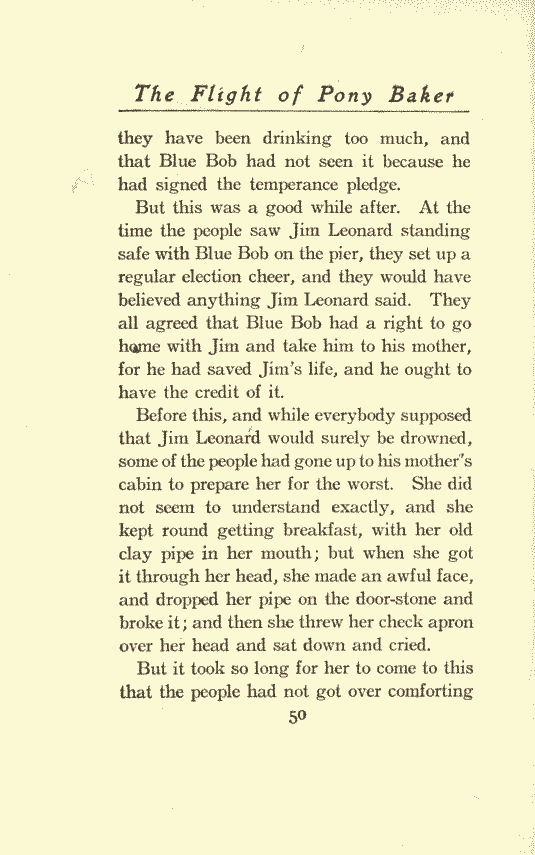 The Flight of Pony Baker
they have been drinking too much, and
that Blue Bob had not seen it because he
had signed the temperance pledge.
But this was a good while after. At the
time the people saw Jim Leonard standing
safe with Blue Bob on the pier, they set up a
regular election cheer, and they would have
believed anything Jim Leonard said. They
all agreed that Blue Bob had a right to go
home with Jim and take him to his mother,
for he had saved Jim's life, and he ought to
have the credit of it.
Before this, and while everybody supposed
that Jim Leonard would surely be drowned,
some of the people had gone up to his mother's
cabin to prepare her for the worst. She did
not seem to understand exactly, and she
kept round getting breakfast, with her old
clay pipe in her mouth; but when she got
it through her head, she made an awful face,
and dropped her pipe on the door-stone and
broke it; and then she threw her check apron
over her head and sat down and cried.
But it took so long for her to come to this
that the people had not got over comforting
50